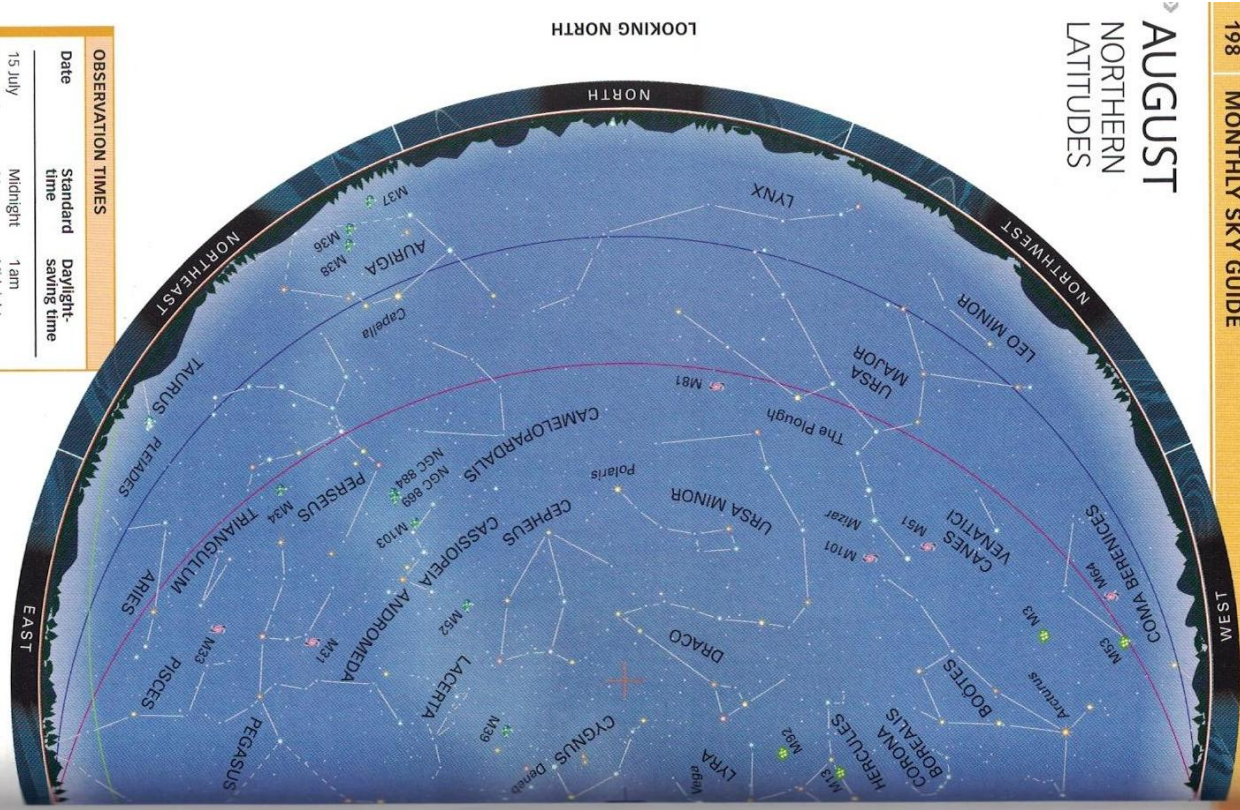 198 MONTHLY SKY GUIDE
AUGUST
NORTHERN
LATITUDES
LOOKING NORTH
OBSERVATION TIMES
Date Standard time Daylight-saving time
15 July Midnight 1 am
NORTH
NORTHWEST
WEST
NORTHEAST
EAST
LYNX
LEO MINOR
URSA
MAJOR
The Plough
M81
M37
M36
M38
AURIGA
Capella
TAURUS
PLEIADES
CAMELOPARDALIS
Polaris
URSA MINOR
Mizar
M101
M51
CANES
VENATICI
COMA BERENICES
M64
M53
M3
PERSEUS
NGC 884
NGC 869
M103
M34
TRIANGULUM
ARIES
CASSIOPEIA
CEPHEUS
ANDROMEDA
M52
M31
M33
PISCES
PEGASUS
LACERTA
M39
CYGNUS
Deneb
DRACO
LYRA
Vega
M92
M13
HERCULES
CORONA
BOREALIS
BOOTES
Arcturus